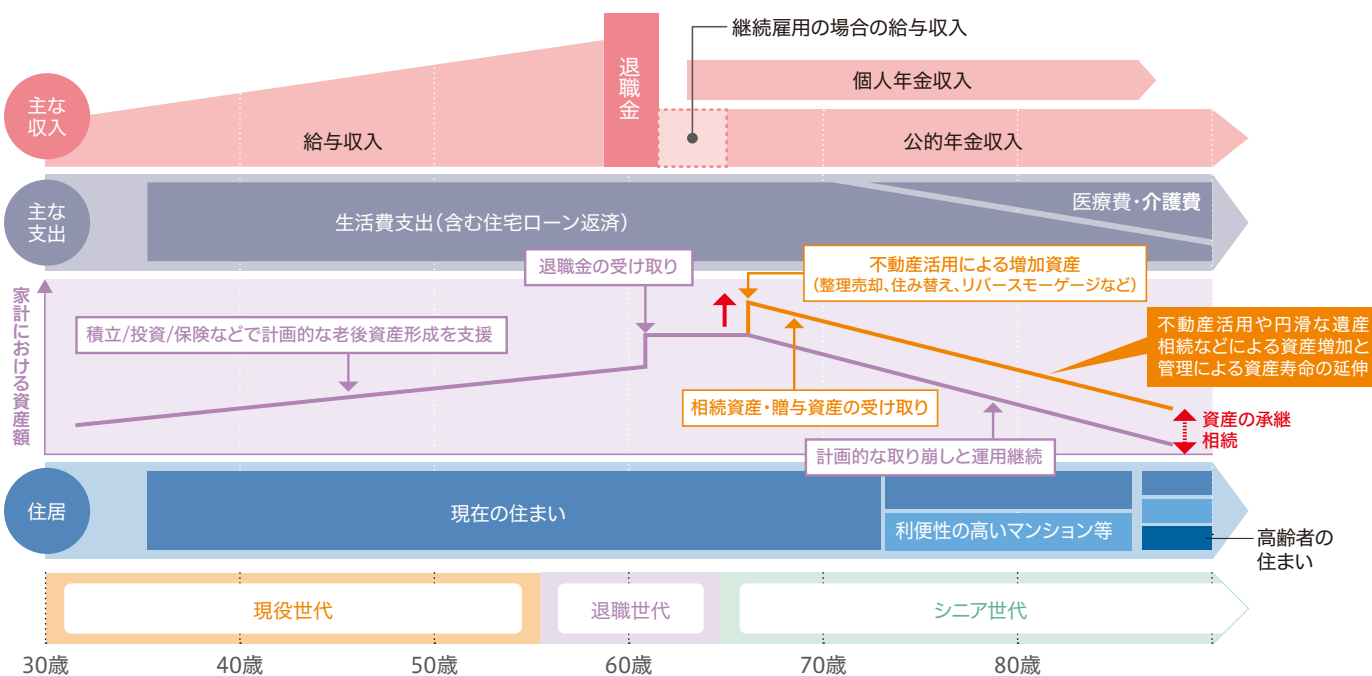 継続雇用の場合の給与収入
退職金
個人年金収入
主な
収入
給与収入
公的年金収入
主な
支出
生活費支出(含む住宅ローン返済)
医療費・介護費
家計における資産額
退職金の受け取り
不動産活用による増加資産
(整理売却、住み替え、リバースモーゲージなど)
積立/投資/保険などで計画的な老後資産形成を支援
不動産活用や円滑な遺産
相続などによる資産増加と
管理による資産寿命の延伸
相続資産・贈与資産の受け取り
資産の承継
相続
計画的な取り崩しと運用継続
住居
現在の住まい
利便性の高いマンション等
高齢者の
住まい
現役世代
退職世代
シニア世代
30歳
40歳
50歳
60歳
70歳
80歳